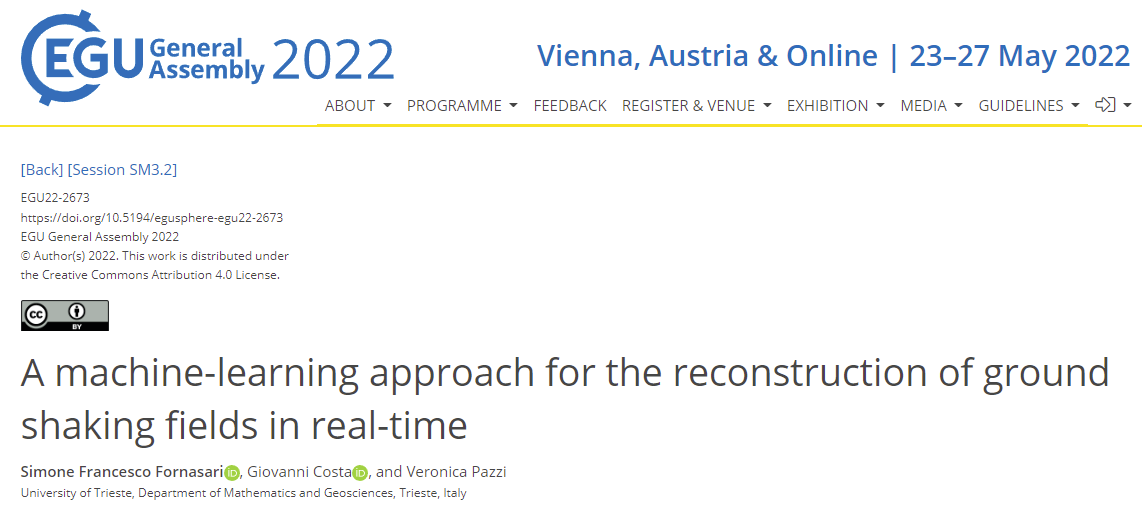 EGU General Assembly 2022
Vienna, Austria & Online | 23–27 May 2022
ABOUT PROGRAMME FEEDBACK REGISTER & VENUE EXHIBITION MEDIA GUIDELINES
[Back] [Session SM3.2]
EGU22-2673
https://doi.org/10.5194/egusphere-egu22-2673
EGU General Assembly 2022
© Author(s) 2022. This work is distributed under
the Creative Commons Attribution 4.0 License.
cc BY
A machine-learning approach for the reconstruction of ground
shaking fields in real-time
Simone Francesco Fornasari iD, Giovanni Costa iD, and Veronica Pazzi
University of Trieste, Department of Mathematics and Geosciences, Trieste, Italy